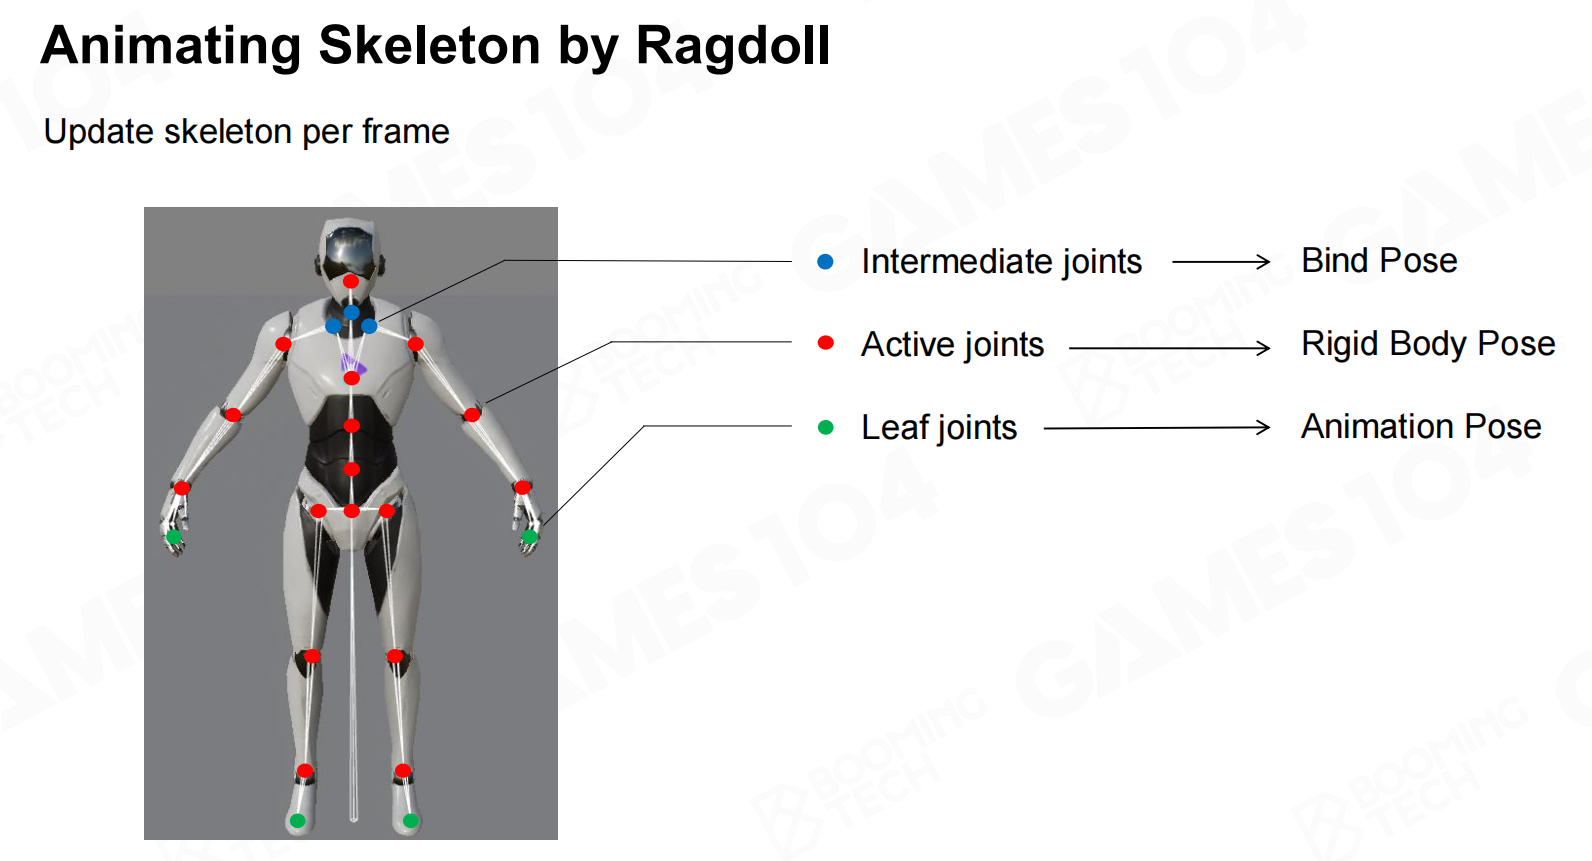 Animating Skeleton by Ragdoll
Update skeleton per frame
Intermediate joints
Bind Pose
Active joints
Rigid Body Pose
Leaf joints
Animation Pose
GAMES104
BOOMING
TECH